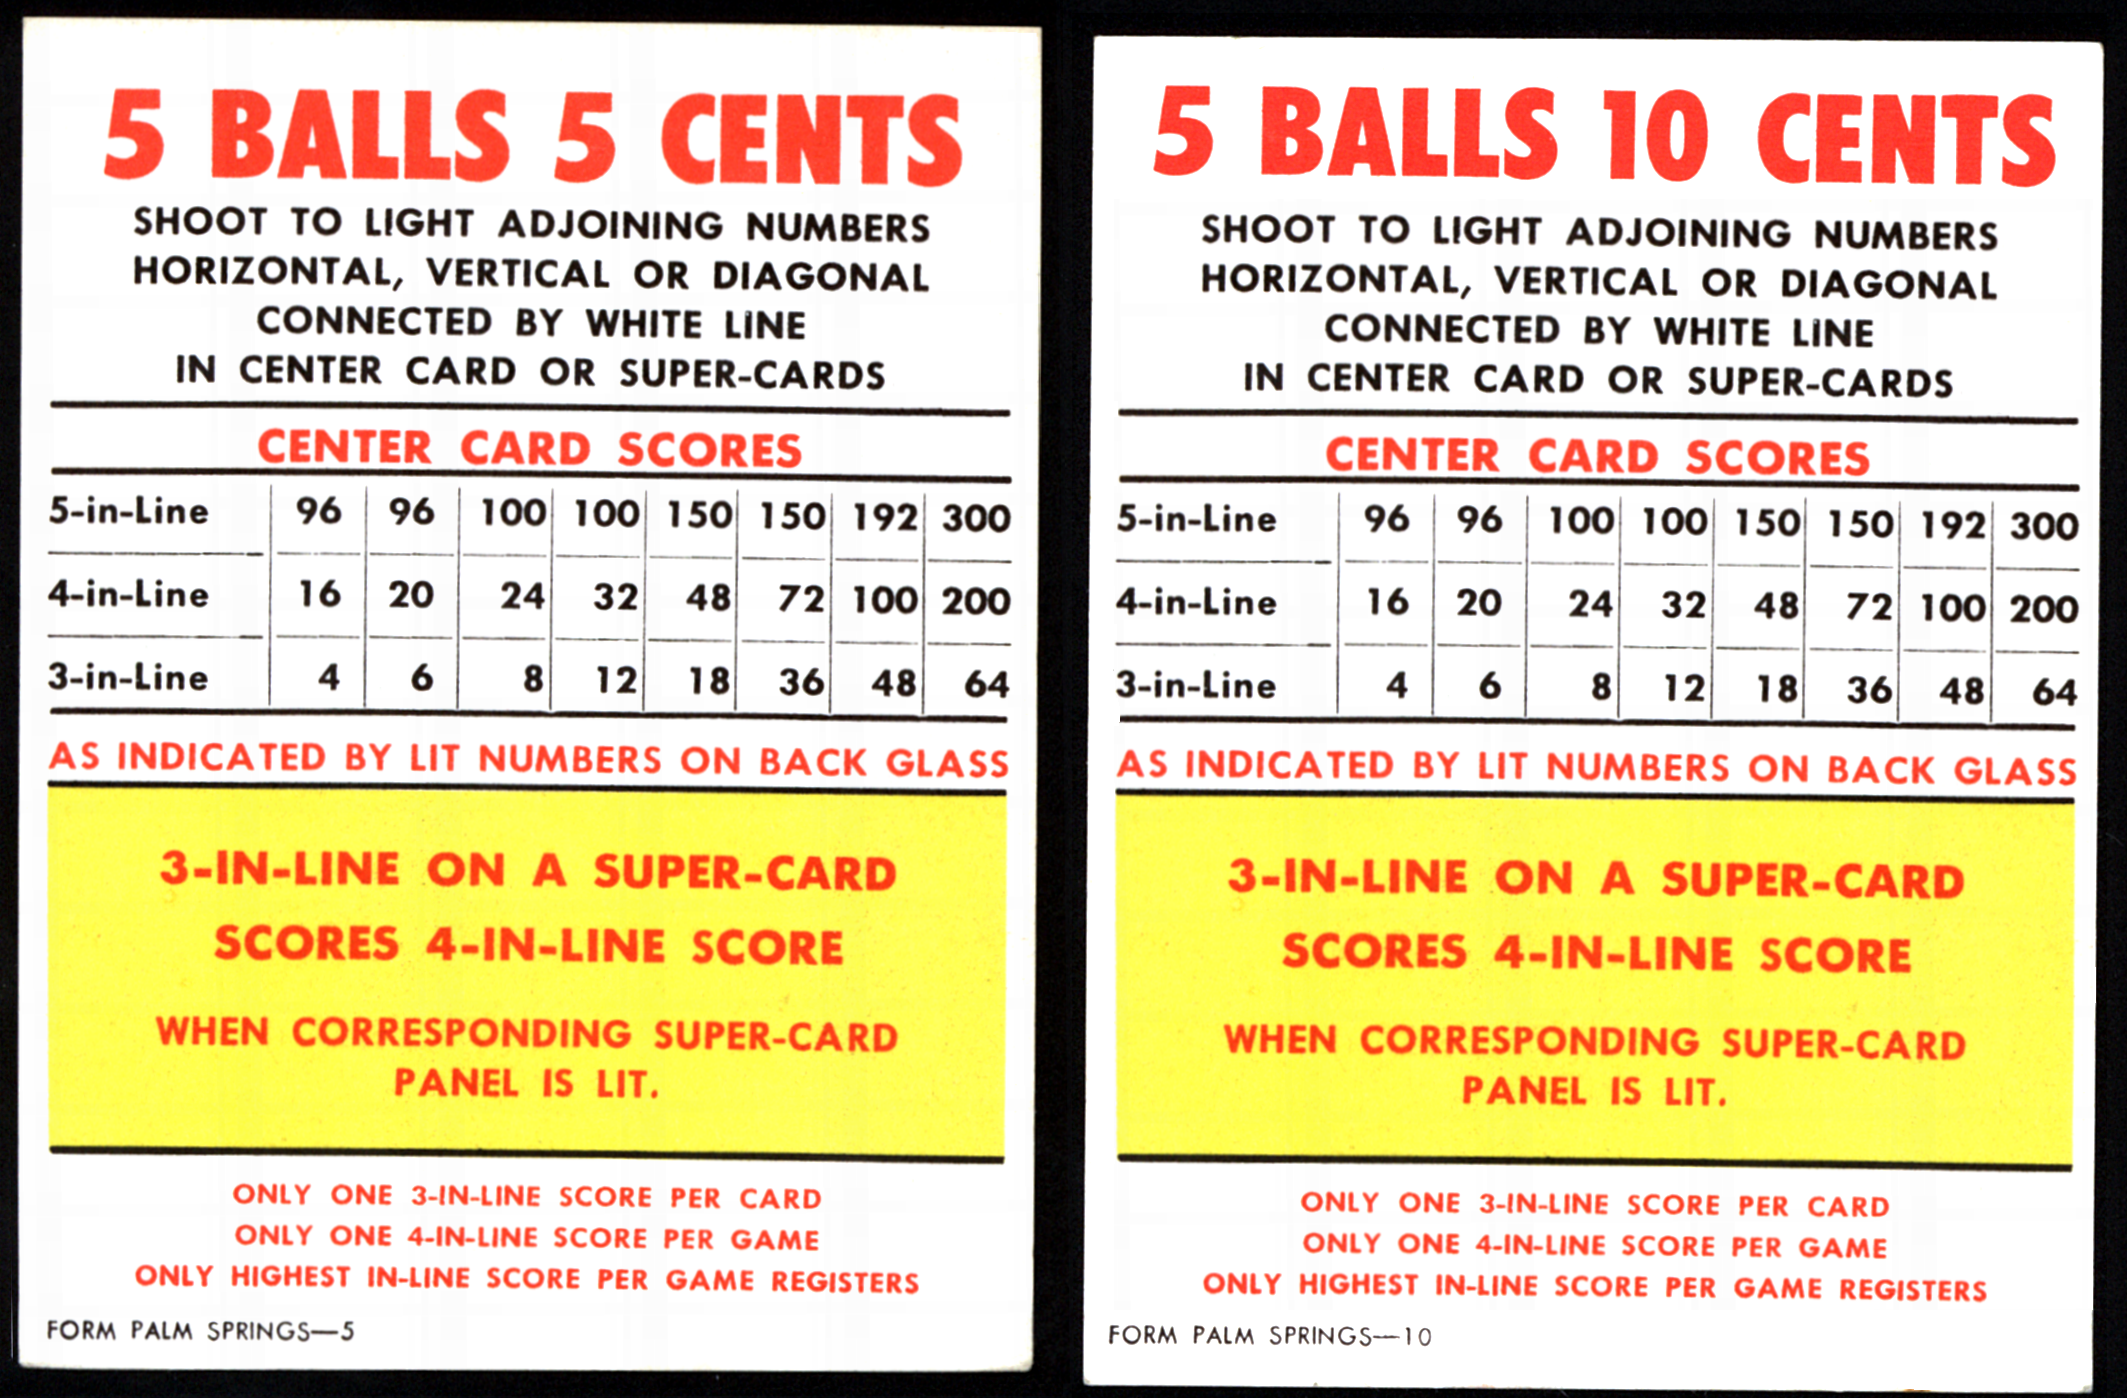 5 BALLS 5 CENTS
SHOOT TO LIGHT ADJOINING NUMBERS
HORIZONTAL, VERTICAL OR DIAGONAL
CONNECTED BY WHITE LINE
IN CENTER CARD OR SUPER-CARDS
CENTER CARD SCORES
5-in-Line 96 96 100 100 150 150 192 300
4-in-Line 16 20 24 32 48 72 100 200
3-in-Line 4 6 8 12 18 36 48 64
AS INDICATED BY LIT NUMBERS ON BACK GLASS
3-IN-LINE ON A SUPER-CARD
SCORES 4-IN-LINE SCORE
WHEN CORRESPONDING SUPER-CARD
PANEL IS LIT.
ONLY ONE 3-IN-LINE SCORE PER CARD
ONLY ONE 4-IN-LINE SCORE PER GAME
ONLY HIGHEST IN-LINE SCORE PER GAME REGISTERS
FORM PALM SPRINGS—5
5 BALLS 10 CENTS
SHOOT TO LIGHT ADJOINING NUMBERS
HORIZONTAL, VERTICAL OR DIAGONAL
CONNECTED BY WHITE LINE
IN CENTER CARD OR SUPER-CARDS
CENTER CARD SCORES
5-in-Line 96 96 100 100 150 150 192 300
4-in-Line 16 20 24 32 48 72 100 200
3-in-Line 4 6 8 12 18 36 48 64
AS INDICATED BY LIT NUMBERS ON BACK GLASS
3-IN-LINE ON A SUPER-CARD
SCORES 4-IN-LINE SCORE
WHEN CORRESPONDING SUPER-CARD
PANEL IS LIT.
ONLY ONE 3-IN-LINE SCORE PER CARD
ONLY ONE 4-IN-LINE SCORE PER GAME
ONLY HIGHEST IN-LINE SCORE PER GAME REGISTERS
FORM PALM SPRINGS—10